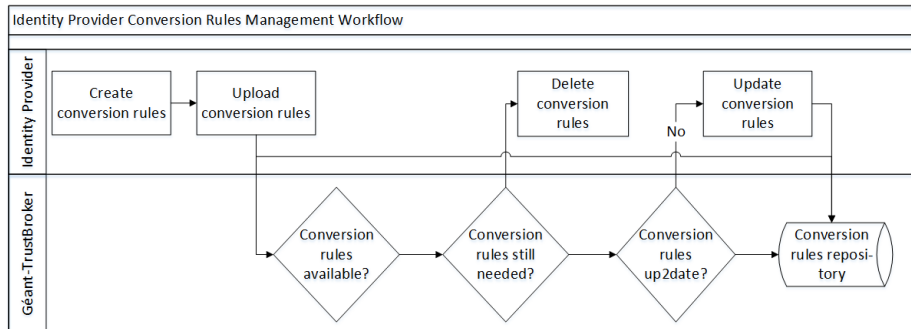 Identity Provider Conversion Rules Management Workflow
Identity Provider
Create
conversion rules
Upload
conversion rules
Delete
conversion
rules
Update
conversion
rules
No
Géant-TrustBroker
Conversion
rules
available?
Conversion
rules still
needed?
Conversion
rules
up2date?
Conversion
rules reposi-
tory